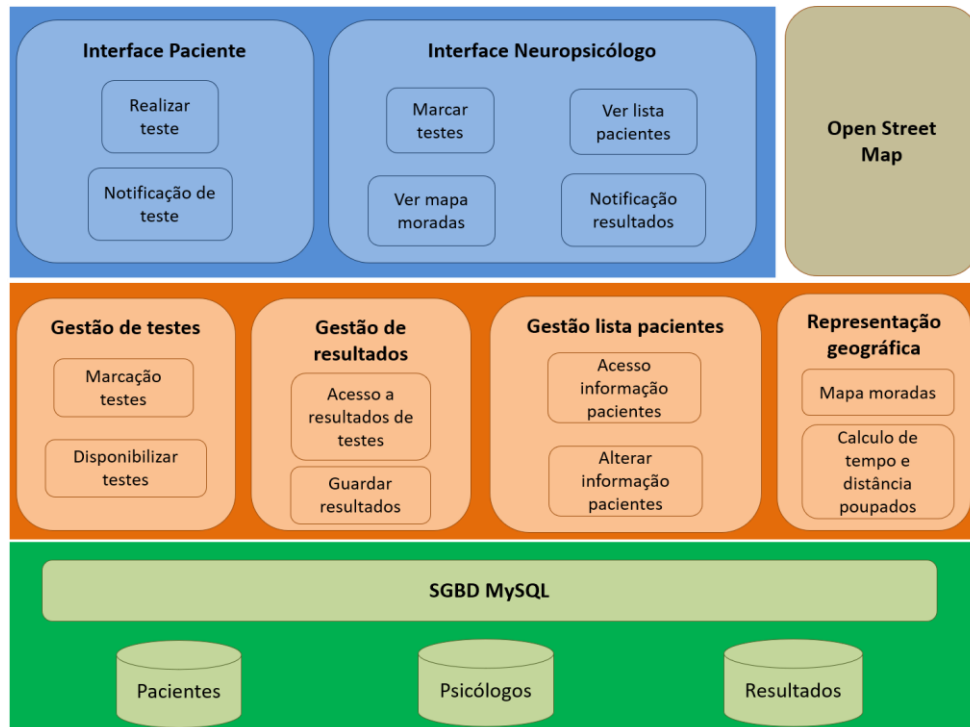 Interface Paciente
Realizar
teste
Notificação de
teste
Interface Neuropsicólogo
Marcar
testes
Ver lista
pacientes
Ver mapa
moradas
Notificação
resultados
Open Street
Map
Gestão de testes
Marcação
testes
Disponibilizar
testes
Gestão de
resultados
Acesso a
resultados de
testes
Guardar
resultados
Gestão lista pacientes
Acesso
informação
pacientes
Alterar
informação
pacientes
Representação
geográfica
Mapa moradas
Calculo de
tempo e
distância
poupados
SGBD MySQL
Pacientes
Psicólogos
Resultados